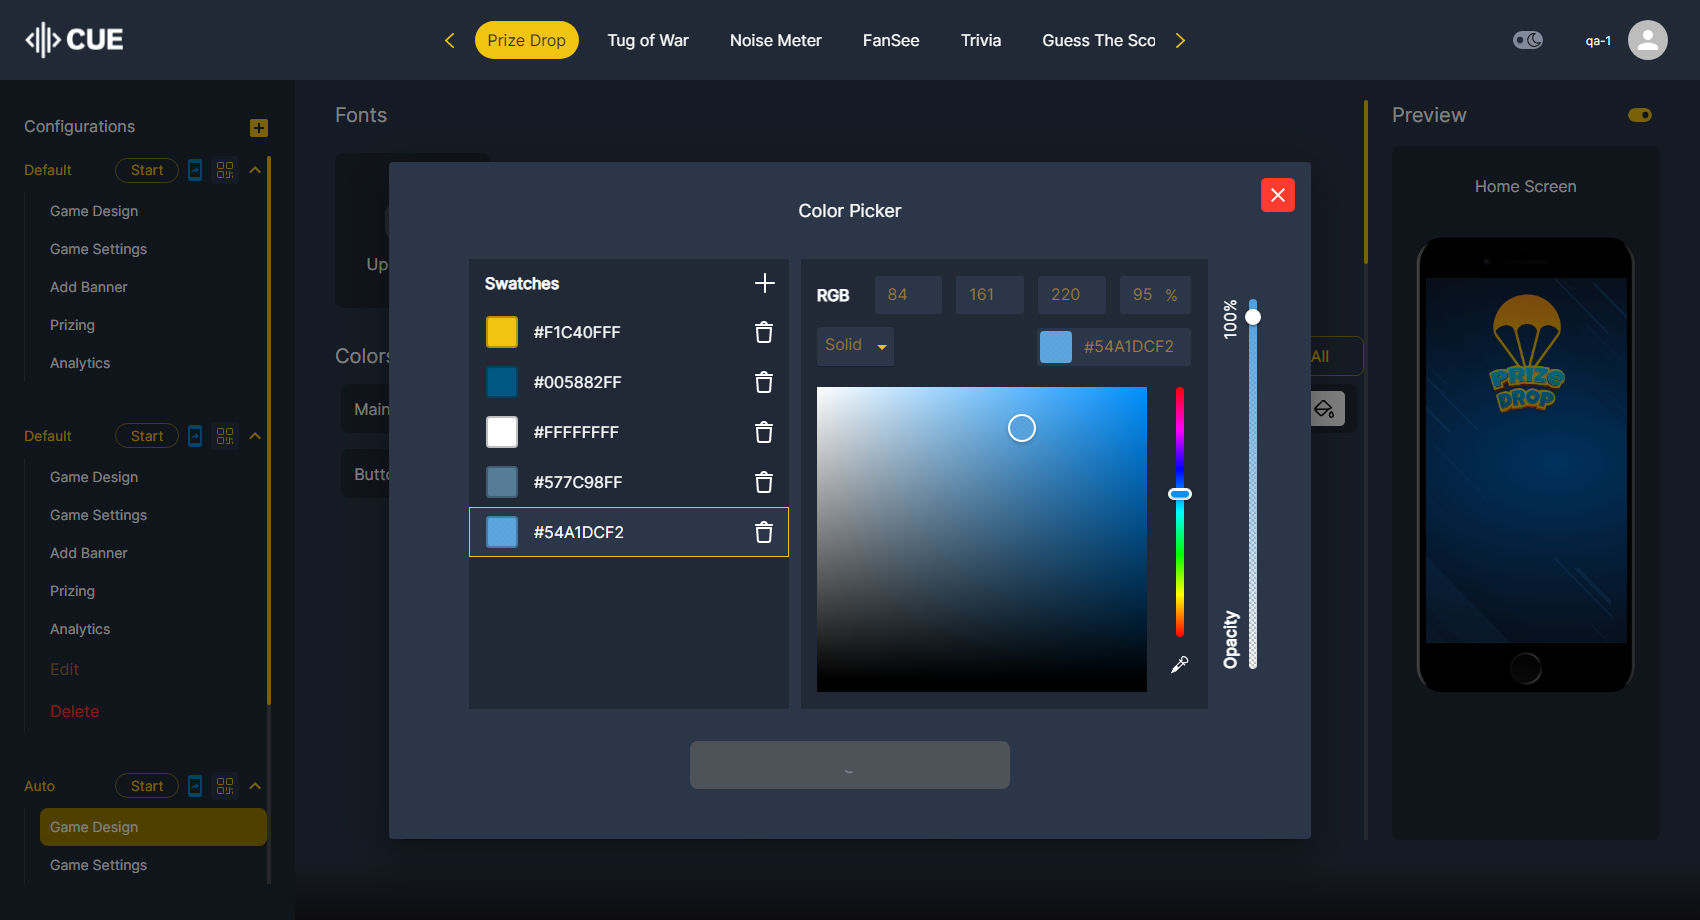 CUE
Prize Drop
Tug of War
Noise Meter
FanSee
Trivia
Guess The Sco
qa-1
Configurations
Default
Start
Game Design
Game Settings
Add Banner
Prizing
Analytics
Default
Start
Game Design
Game Settings
Add Banner
Prizing
Analytics
Edit
Delete
Auto
Start
Game Design
Game Settings
Fonts
Up
Colors
Main
Butto
All
Color Picker
Swatches
#F1C40FFF
#005882FF
#FFFFFFFF
#577C98FF
#54A1DCF2
RGB
84
161
220
95 %
Solid
#54A1DCF2
100%
Opacity
Preview
Home Screen
PRIZE
DROP